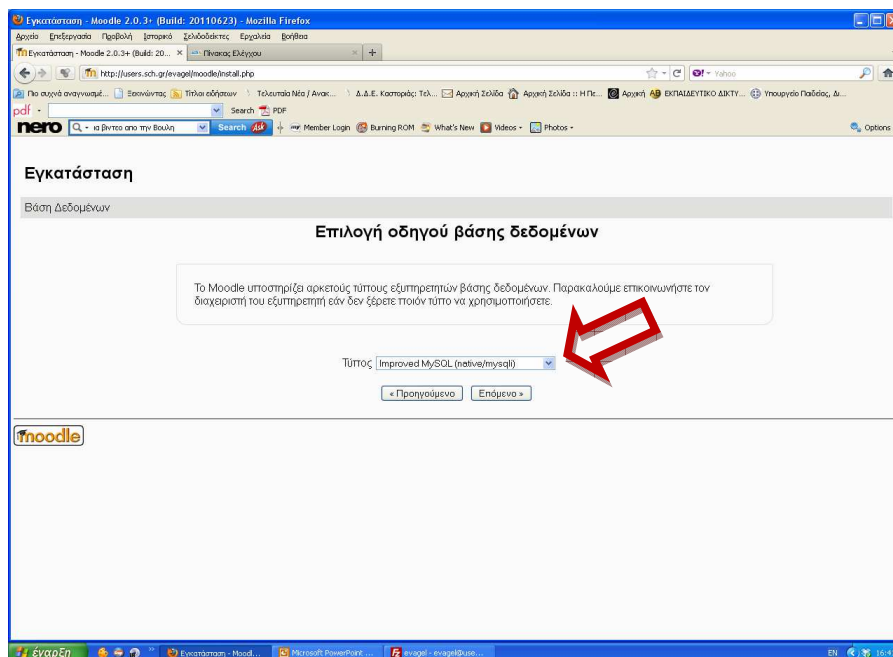 Εγκατάσταση - Moodle 2.0.3+ (Build: 20110623) - Mozilla Firefox
Αρχείο Επεξεργασία Προβολή Ιστορικό Σελιδοδείκτες Εργαλεία Βοήθεια
Εγκατάσταση - Moodle 2.0.3+ (Build: 20... × Πίνακας Ελέγχου × +
http://users.sch.gr/evagel/moodle/install.php Yahoo
Πιο συχνά αναγνωσμέ... Ξεκινώντας Τίτλοι ειδήσεων Τελευταία Νέα / Ανακ... Δ.Δ.Ε. Καστοριάς: Τελ... Αρχική Σελίδα Αρχική Σελίδα :: Η Πε... Αρχική ΕΚΠΑΙΔΕΥΤΙΚΟ ΔΙΚΤΥ... Υπουργείο Παιδείας, Δι...
pdf - Search PDF
nero ια βιντεο απο την Βουλη Search Ask my Member Login Burning ROM What's New Videos - Photos - Options
Εγκατάσταση
Βάση Δεδομένων
Επιλογή οδηγού βάσης δεδομένων
Το Moodle υποστηρίζει αρκετούς τύπους εξυπηρετητών βάσης δεδομένων. Παρακαλούμε επικοινωνήστε τον
διαχειριστή του εξυπηρετητή εάν δεν ξέρετε ποιόν τύπο να χρησιμοποιήσετε.
Τύπος Improved MySQL (native/mysqli)
« Προηγούμενο Επόμενο »
moodle
έναρξη Εγκατάσταση - Mood... Microsoft PowerPoint ... evagel - evagel@use... EN